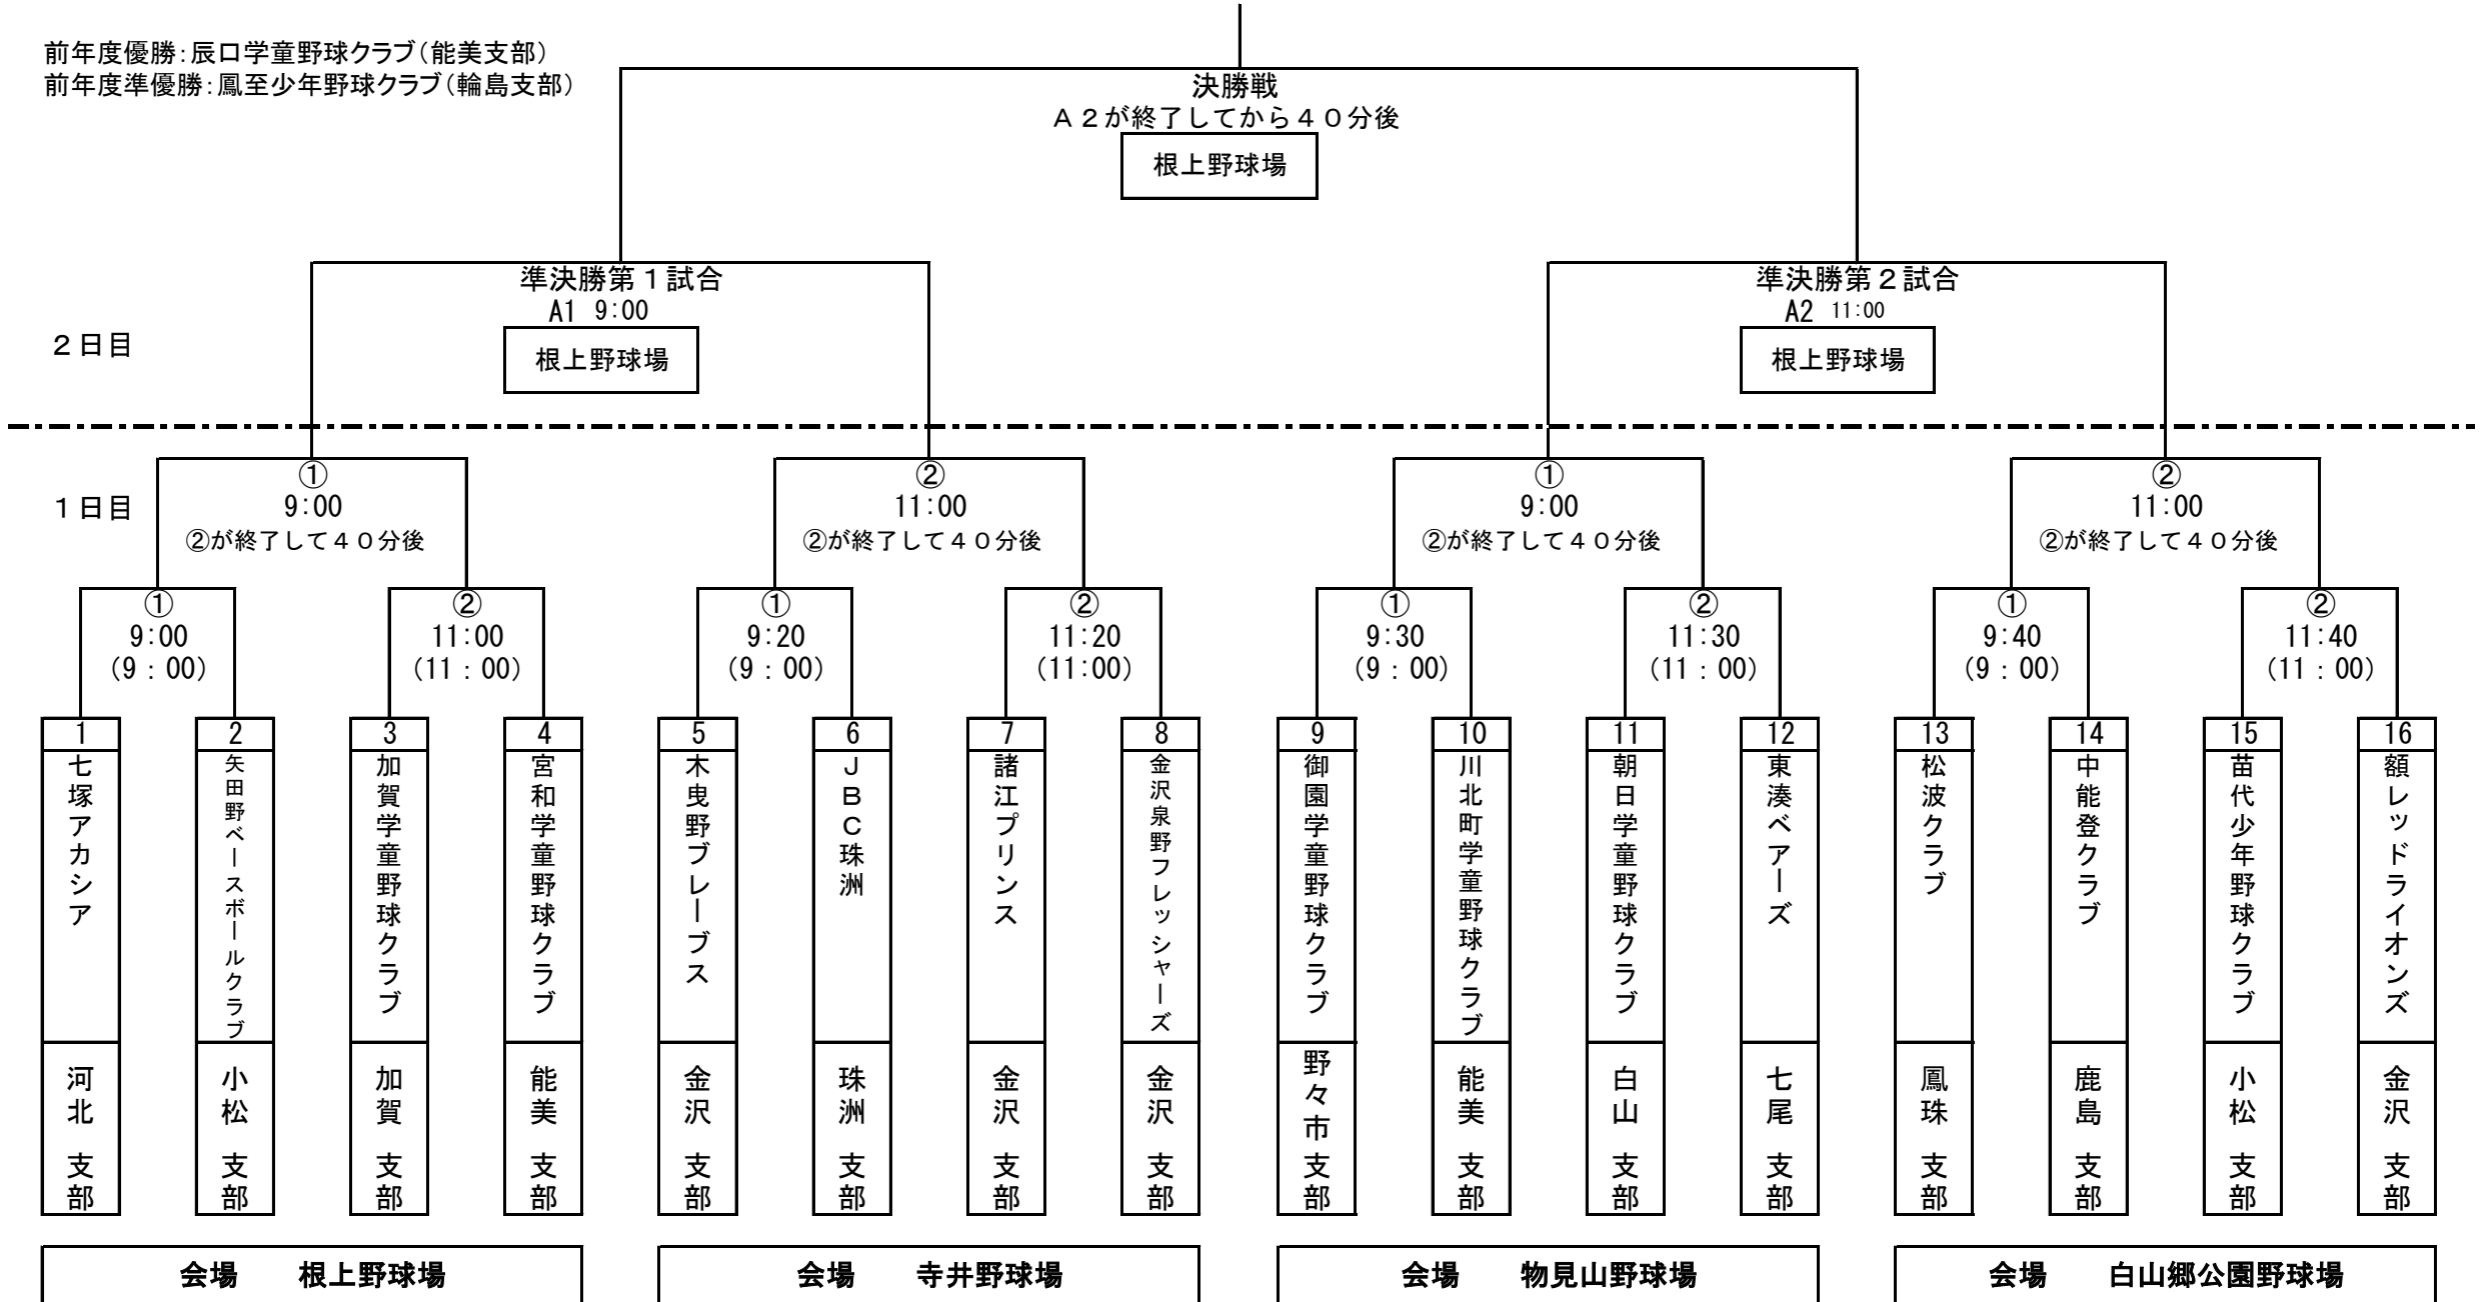 前年度優勝：辰口学童野球クラブ（能美支部）
前年度準優勝：鳳至少年野球クラブ（輪島支部）
決勝戦
Ａ２が終了してから４０分後
根上野球場
準決勝第１試合
A1 9:00
根上野球場
準決勝第２試合
A2 11:00
根上野球場
２日目
１日目
①
9:00
②が終了して４０分後
②
11:00
②が終了して４０分後
①
9:00
②が終了して４０分後
②
11:00
②が終了して４０分後
①
9:00
(9：00)
②
11:00
(11：00)
①
9:20
(9：00)
②
11:20
(11:00)
①
9:30
(9：00)
②
11:30
(11：00)
①
9:40
(9：00)
②
11:40
(11：00)
1
七塚アカシア
河北 支部
2
矢田野ベースボールクラブ
小松 支部
3
加賀学童野球クラブ
加賀 支部
4
宮和学童野球クラブ
能美 支部
5
木曳野ブレーブス
金沢 支部
6
ＪＢＣ珠洲
珠洲 支部
7
諸江プリンス
金沢 支部
8
金沢泉野フレッシャーズ
金沢 支部
9
御園学童野球クラブ
野々市 支部
10
川北町学童野球クラブ
能美 支部
11
朝日学童野球クラブ
白山 支部
12
東湊ベアーズ
七尾 支部
13
松波クラブ
鳳珠 支部
14
中能登クラブ
鹿島 支部
15
苗代少年野球クラブ
小松 支部
16
額レッドライオンズ
金沢 支部
会場 根上野球場
会場 寺井野球場
会場 物見山野球場
会場 白山郷公園野球場